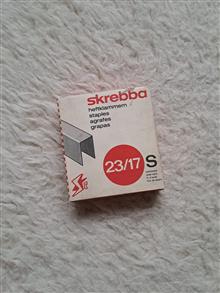 skrebba
heftklammern
staples
agrafes
grapas
23/17 S